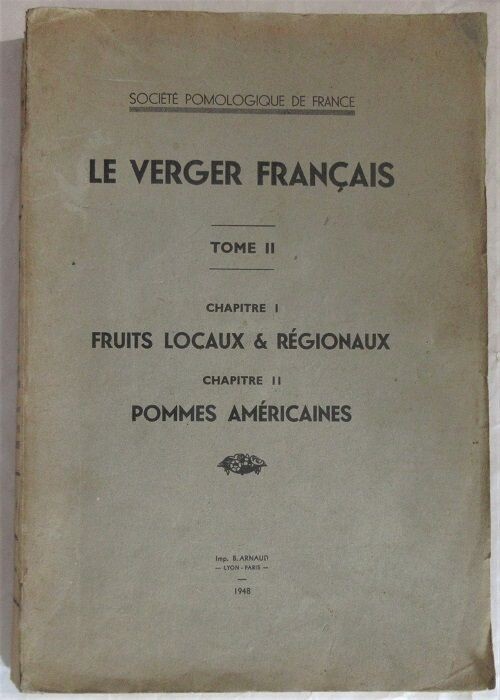 SOCIÉTÉ POMOLOGIQUE DE FRANCE
LE VERGER FRANÇAIS
TOME II
CHAPITRE I
FRUITS LOCAUX & RÉGIONAUX
CHAPITRE II
POMMES AMÉRICAINES
Imp. B. ARNAUD
— LYON - PARIS —
1948